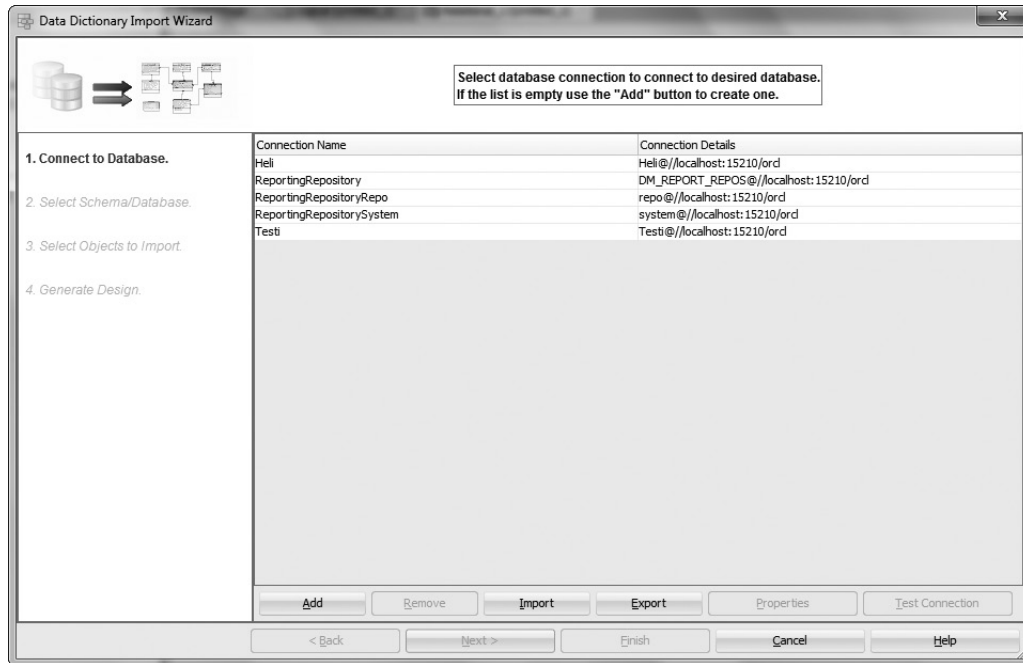 Data Dictionary Import Wizard
x
Select database connection to connect to desired database.
If the list is empty use the "Add" button to create one.
1. Connect to Database.
2. Select Schema/Database.
3. Select Objects to Import.
4. Generate Design.
Connection Name Connection Details
Heli Heli@//localhost:15210/orcl
ReportingRepository DM_REPORT_REPOS@//localhost:15210/orcl
ReportingRepositoryRepo repo@//localhost:15210/orcl
ReportingRepositorySystem system@//localhost:15210/orcl
Testi Testi@//localhost:15210/orcl
Add Remove Import Export Properties Test Connection
< Back Next > Finish Cancel Help